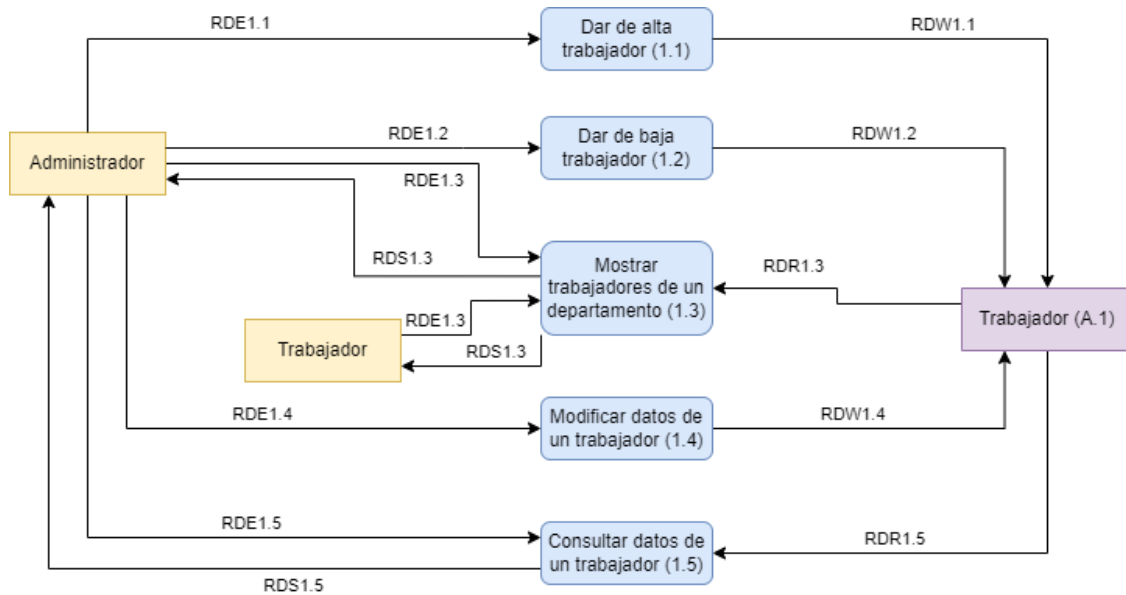 RDE1.1
Dar de alta
trabajador (1.1)
RDW1.1
Administrador
RDE1.2
Dar de baja
trabajador (1.2)
RDW1.2
RDE1.3
RDS1.3
Mostrar
trabajadores de un
departamento (1.3)
RDR1.3
Trabajador (A.1)
RDE1.3
Trabajador
RDS1.3
RDE1.4
Modificar datos de
un trabajador (1.4)
RDW1.4
RDE1.5
Consultar datos de
un trabajador (1.5)
RDR1.5
RDS1.5